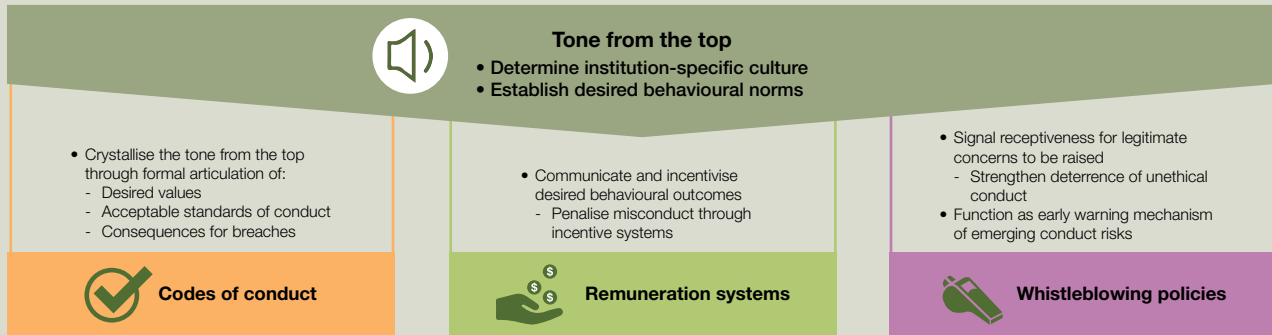 Tone from the top
• Determine institution-specific culture
• Establish desired behavioural norms
• Crystallise the tone from the top
through formal articulation of:
- Desired values
- Acceptable standards of conduct
- Consequences for breaches
Codes of conduct
• Communicate and incentivise
desired behavioural outcomes
- Penalise misconduct through
incentive systems
$
$
$
Remuneration systems
• Signal receptiveness for legitimate
concerns to be raised
- Strengthen deterrence of unethical
conduct
• Function as early warning mechanism
of emerging conduct risks
Whistleblowing policies